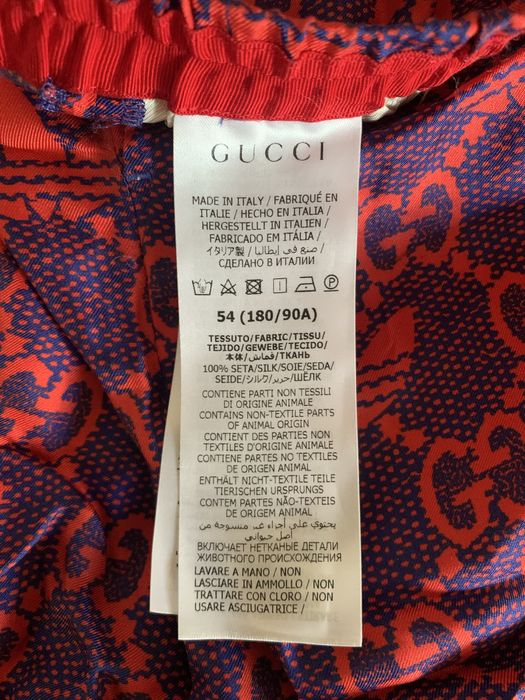 GUCCI
MADE IN ITALY / FABRIQUÉ EN
ITALIE / HECHO EN ITALIA /
HERGESTELLT IN ITALIEN /
FABRICADO EM ITÁLIA /
イタリア製 / صنع في إيطاليا /
СДЕЛАНО В ИТАЛИИ
54 (180/90A)
TESSUTO/FABRIC/TISSU/
TEJIDO/GEWEBE/TECIDO/
本体/قماش/ТКАНЬ
100% SETA/SILK/SOIE/SEDA/
SEIDE/シルク/حرير/ШЁЛК
CONTIENE PARTI NON TESSILI
DI ORIGINE ANIMALE
CONTAINS NON-TEXTILE PARTS
OF ANIMAL ORIGIN
CONTIENT DES PARTIES NON
TEXTILES D'ORIGINE ANIMALE
CONTIENE PARTES NO TEXTILES
DE ORIGEN ANIMAL
ENTHÄLT NICHT-TEXTILE TEILE
TIERISCHEN URSPRUNGS
CONTEM PARTES NÃO-TEXTEIS
DE ORIGEM ANIMAL
يحتوي على أجزاء غير منسوجة من
أصل حيواني
ВКЛЮЧАЕТ НЕТКАНЫЕ ДЕТАЛИ
ЖИВОТНОГО ПРОИСХОЖДЕНИЯ
LAVARE A MANO / NON
LASCIARE IN AMMOLLO / NON
TRATTARE CON CLORO / NON
USARE ASCIUGATRICE /